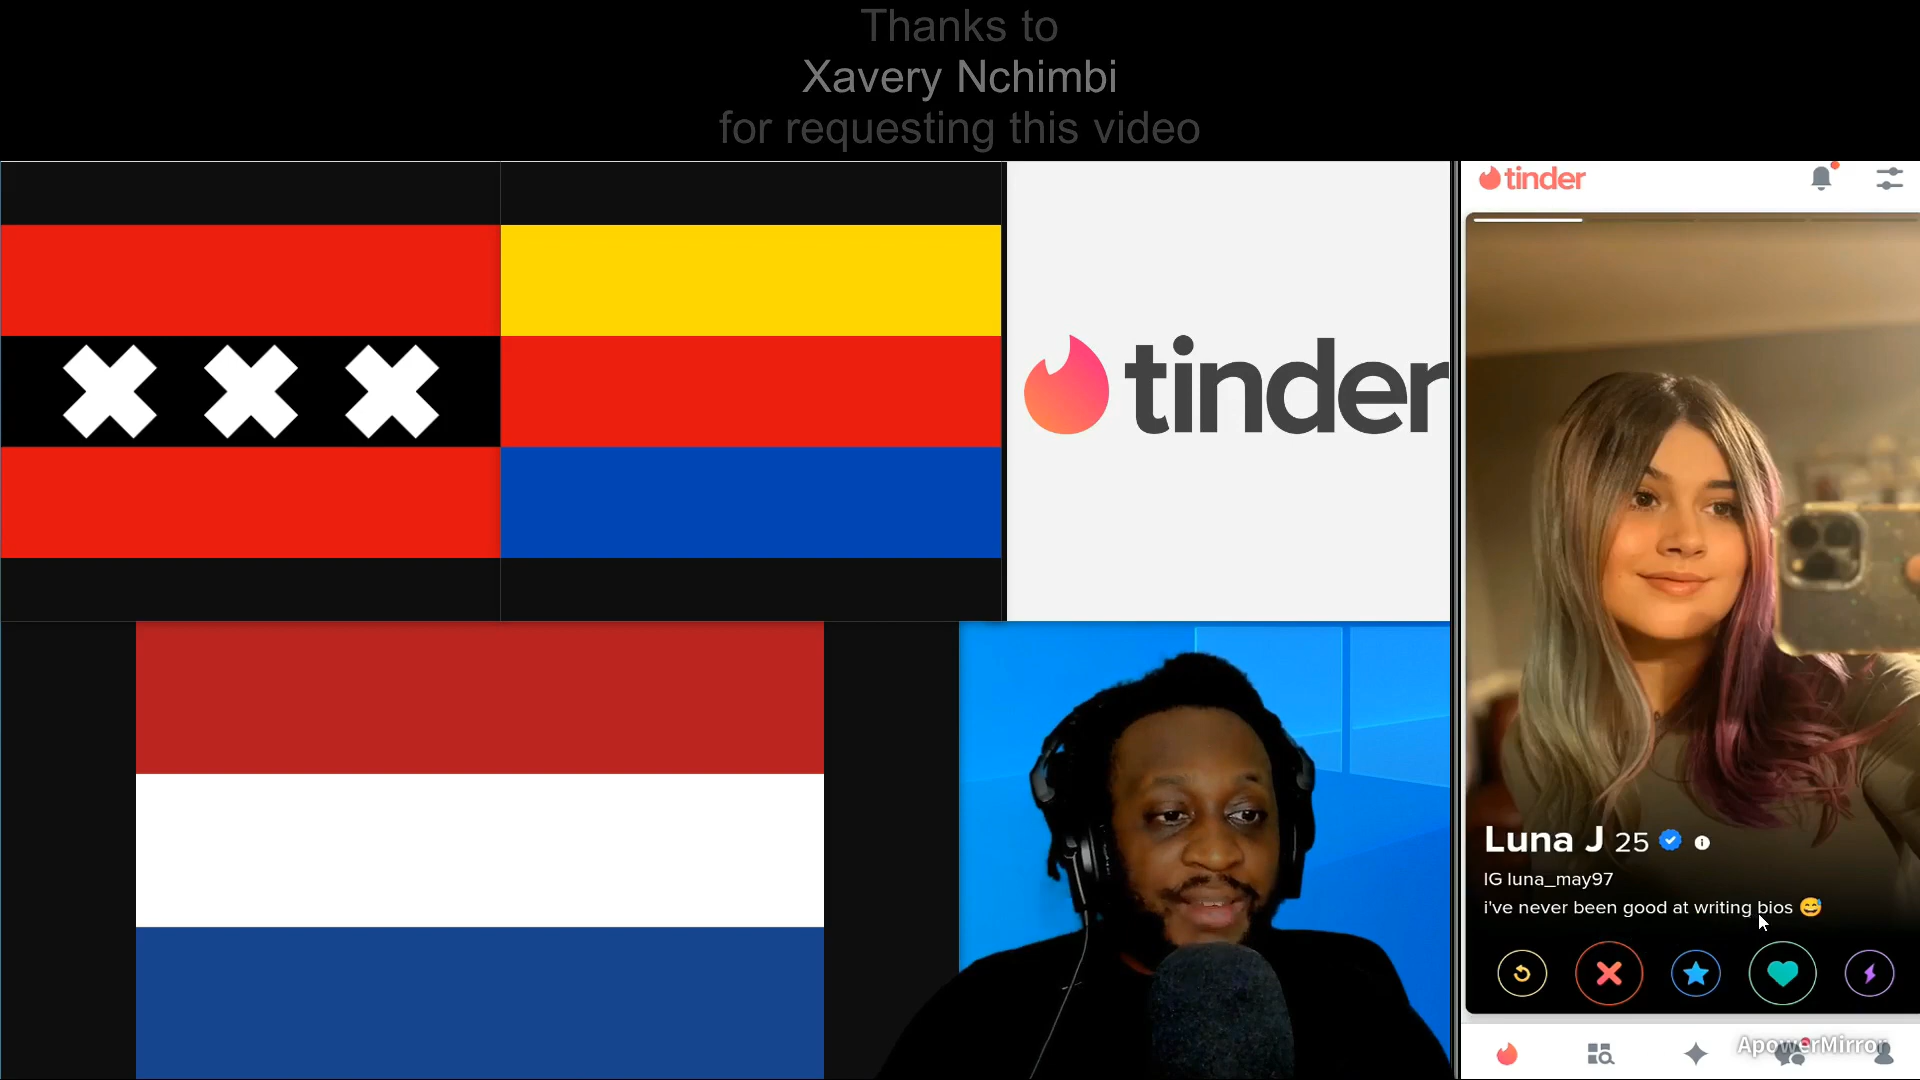 Thanks to
Xavery Nchimbi
for requesting this video
tinder
tinder
Luna J 25
IG luna_may97
i've never been good at writing bios 😅
ApowerMirror